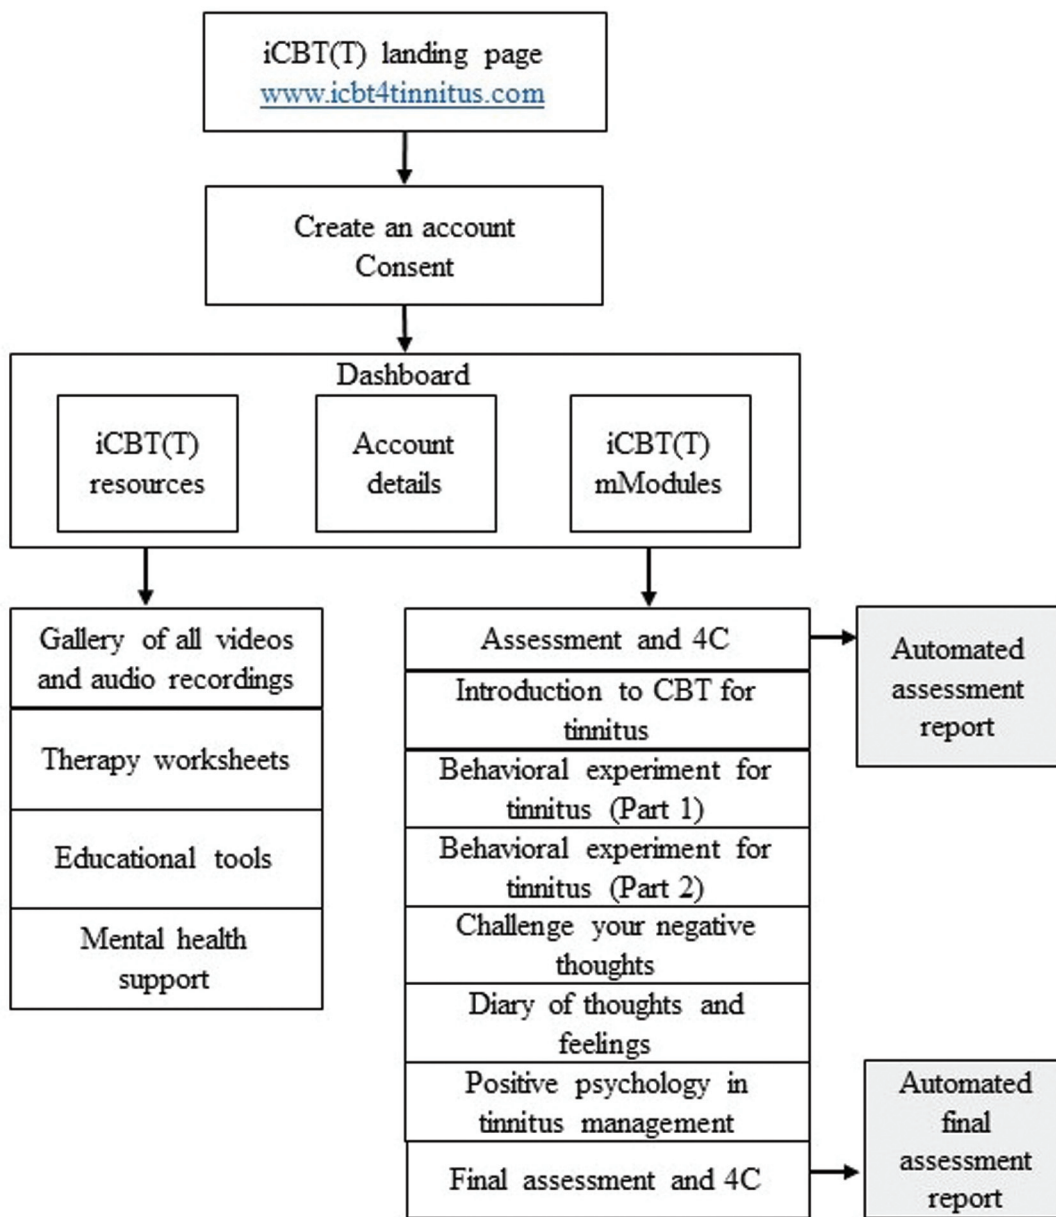 iCBT(T) landing page
www.icbt4tinnitus.com
Create an account
Consent
Dashboard
iCBT(T)
resources
Account
details
iCBT(T)
mModules
Gallery of all videos
and audio recordings
Therapy worksheets
Educational tools
Mental health
support
Assessment and 4C
Introduction to CBT for
tinnitus
Behavioral experiment for
tinnitus (Part 1)
Behavioral experiment for
tinnitus (Part 2)
Challenge your negative
thoughts
Diary of thoughts and
feelings
Positive psychology in
tinnitus management
Final assessment and 4C
Automated
assessment
report
Automated
final
assessment
report